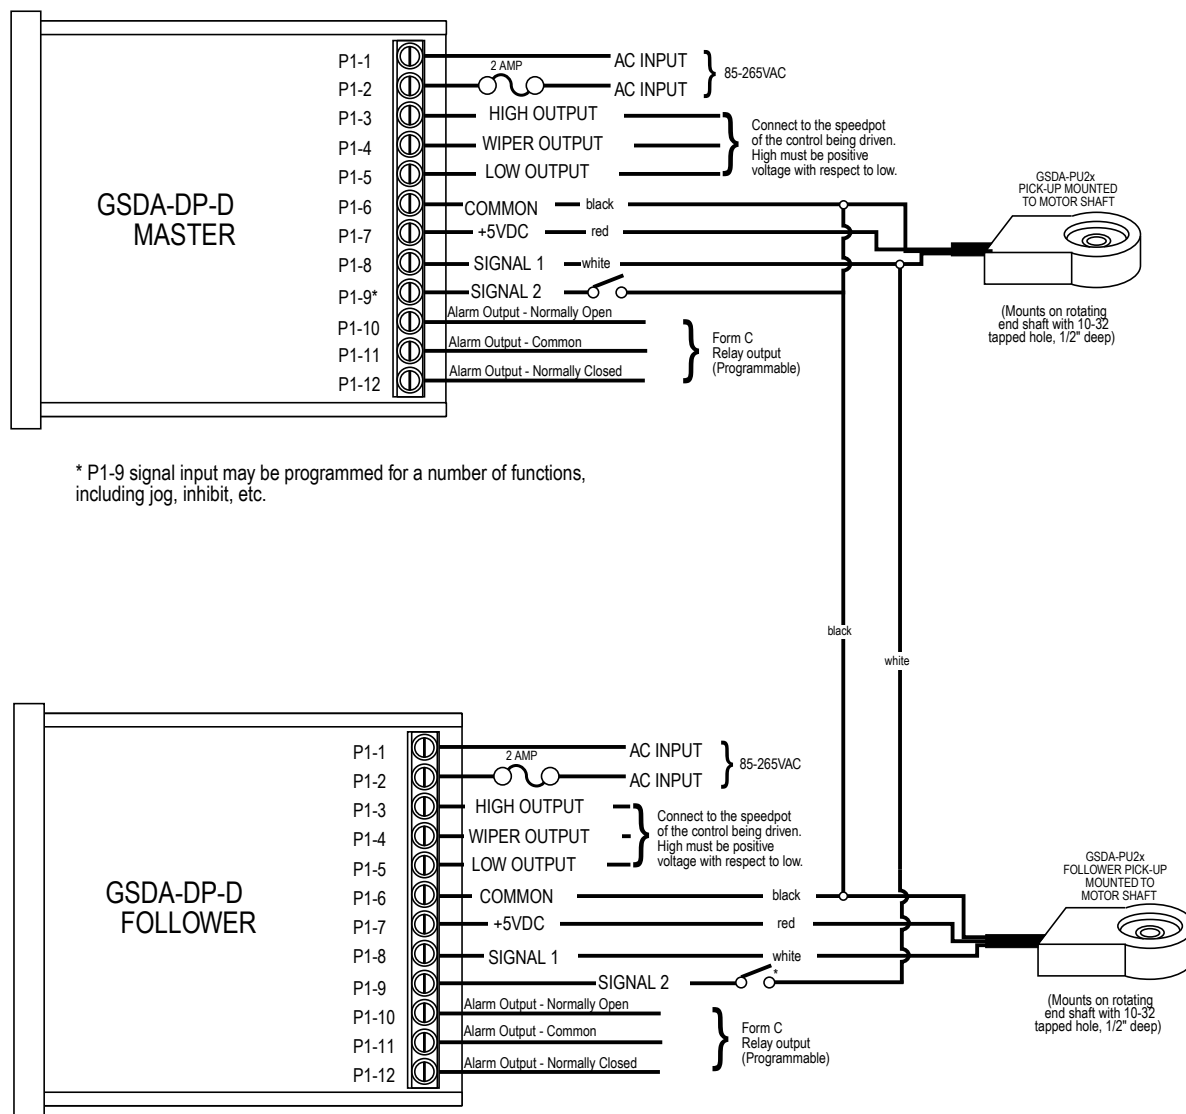 GSDA-DP-D
MASTER
P1-1
P1-2
P1-3
P1-4
P1-5
P1-6
P1-7
P1-8
P1-9*
P1-10
P1-11
P1-12
2 AMP
AC INPUT
AC INPUT
85-265VAC
HIGH OUTPUT
WIPER OUTPUT
LOW OUTPUT
Connect to the speedpot
of the control being driven.
High must be positive
voltage with respect to low.
COMMON
black
+5VDC
red
SIGNAL 1
white
SIGNAL 2
Alarm Output - Normally Open
Alarm Output - Common
Alarm Output - Normally Closed
Form C
Relay output
(Programmable)
GSDA-PU2x
PICK-UP MOUNTED
TO MOTOR SHAFT
(Mounts on rotating
end shaft with 10-32
tapped hole, 1/2" deep)
* P1-9 signal input may be programmed for a number of functions,
including jog, inhibit, etc.
black
white
GSDA-DP-D
FOLLOWER
P1-1
P1-2
P1-3
P1-4
P1-5
P1-6
P1-7
P1-8
P1-9
P1-10
P1-11
P1-12
2 AMP
AC INPUT
AC INPUT
85-265VAC
HIGH OUTPUT
WIPER OUTPUT
LOW OUTPUT
Connect to the speedpot
of the control being driven.
High must be positive
voltage with respect to low.
COMMON
black
+5VDC
red
SIGNAL 1
white
SIGNAL 2
*
Alarm Output - Normally Open
Alarm Output - Common
Alarm Output - Normally Closed
Form C
Relay output
(Programmable)
GSDA-PU2x
FOLLOWER PICK-UP
MOUNTED TO
MOTOR SHAFT
(Mounts on rotating
end shaft with 10-32
tapped hole, 1/2" deep)